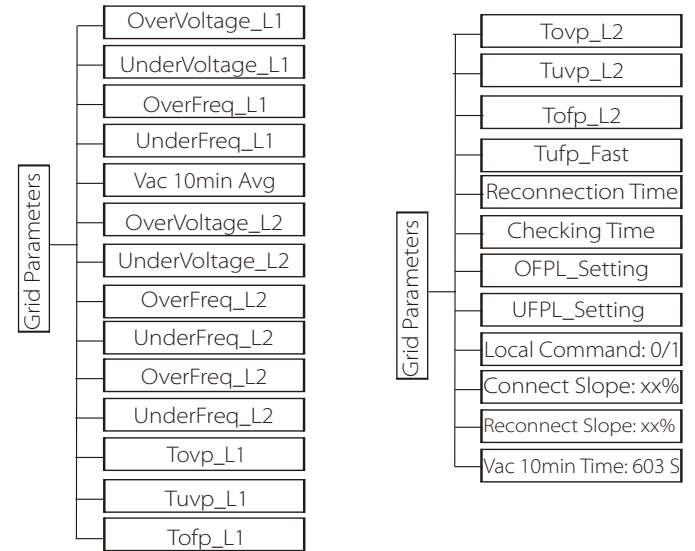 Grid Parameters
OverVoltage_L1
UnderVoltage_L1
OverFreq_L1
UnderFreq_L1
Vac 10min Avg
OverVoltage_L2
UnderVoltage_L2
OverFreq_L2
UnderFreq_L2
OverFreq_L2
UnderFreq_L2
Tovp_L1
Tuvp_L1
Tofp_L1
Grid Parameters
Tovp_L2
Tuvp_L2
Tofp_L2
Tufp_Fast
Reconnection Time
Checking Time
OFPL_Setting
UFPL_Setting
Local Command: 0/1
Connect Slope: xx%
Reconnect Slope: xx%
Vac 10min Time: 603 S